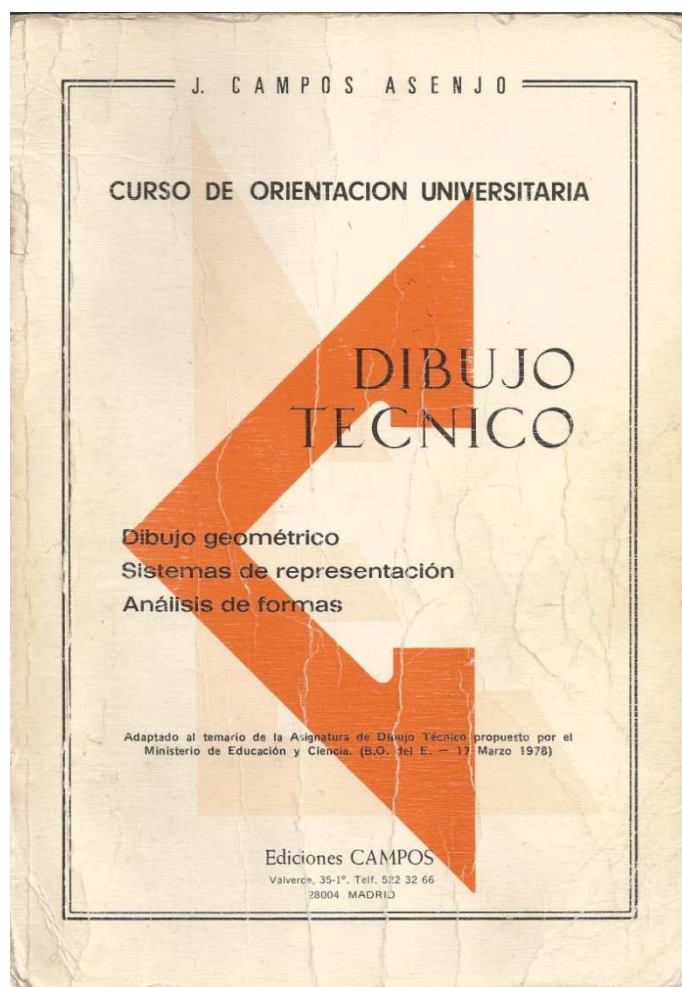 J. CAMPOS ASENJO
CURSO DE ORIENTACION UNIVERSITARIA
DIBUJO
TECNICO
Dibujo geométrico
Sistemas de representación
Análisis de formas
Adaptado al temario de la Asignatura de Dibujo Técnico propuesto por el
Ministerio de Educación y Ciencia. (B.O. del E. — 17 Marzo 1978)
Ediciones CAMPOS
Valverde, 35-1º. Telf. 522 32 66
28004 MADRID